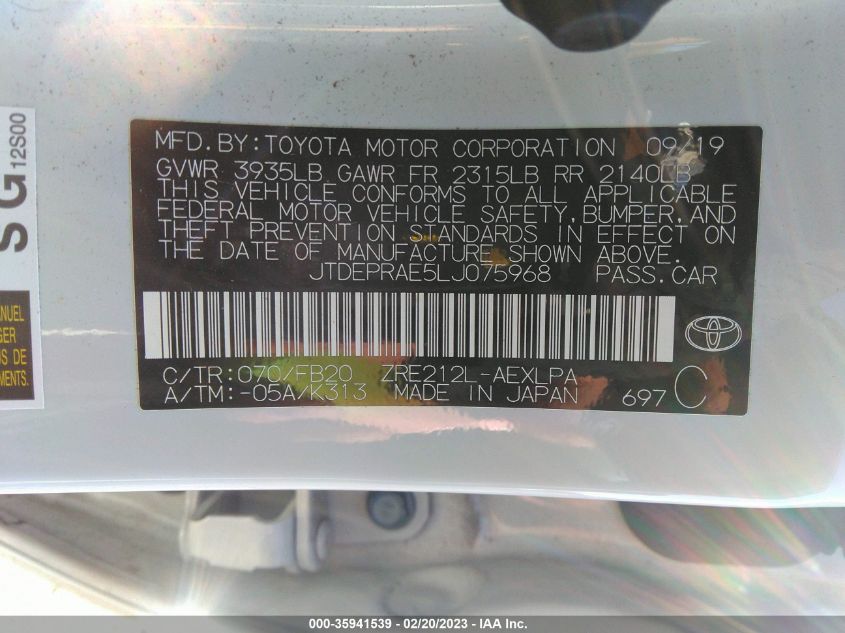 MFD.BY:TOYOTA MOTOR CORPORATION 09/19
GVWR 3935LB GAWR FR 2315LB RR 2140LB
THIS VEHICLE CONFORMS TO ALL APPLICABLE
FEDERAL MOTOR VEHICLE SAFETY,BUMPER,AND
THEFT PREVENTION STANDARDS IN EFFECT ON
THE DATE OF MANUFACTURE SHOWN ABOVE.
JTDEPRAE5LJ075968 PASS.CAR
C/TR:070/FB20 ZRE212L-AEXLPA
A/TM:-05A/K313 MADE IN JAPAN 697 C
SG 12S00
ANUEL
GER
US DE
000-35941539 - 02/20/2023 - IAA Inc.